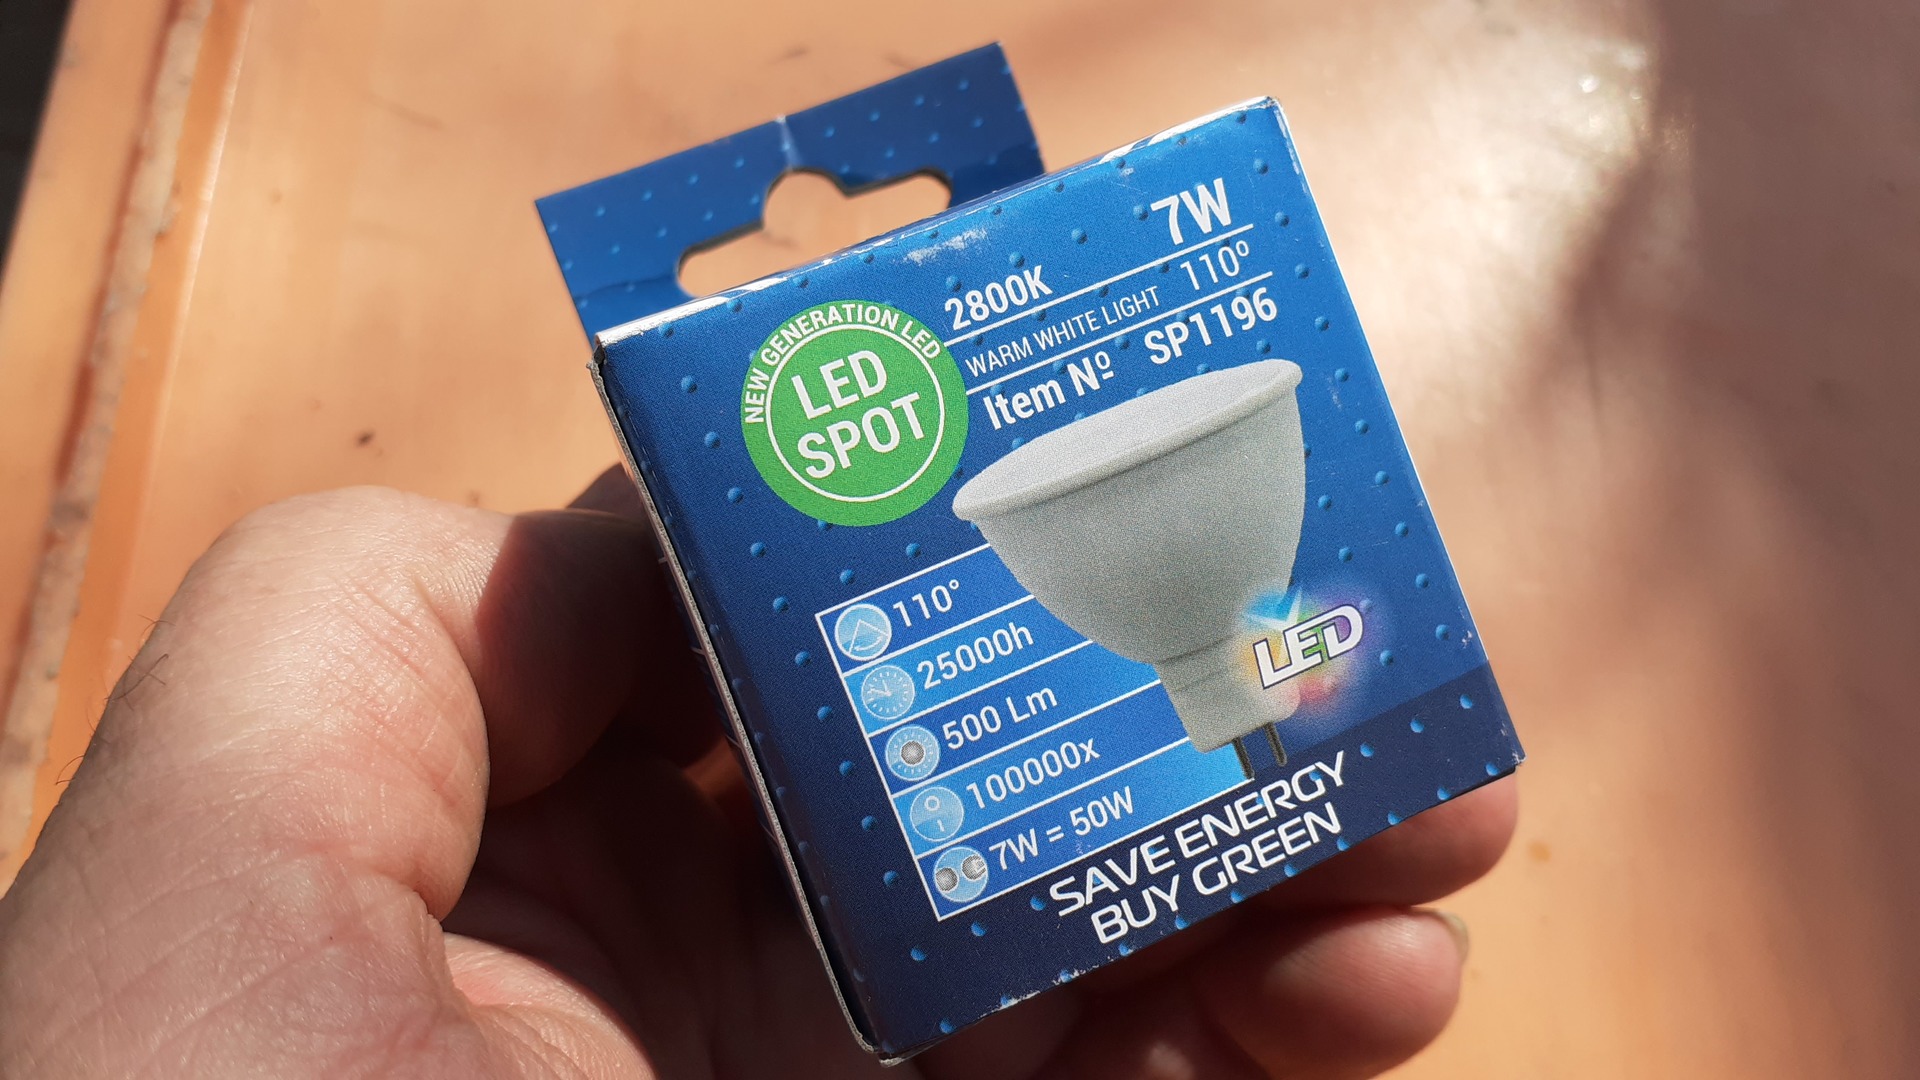 7W
2800K
WARM WHITE LIGHT 110º
Item Nº SP1196
NEW GENERATION LED
LED
SPOT
110°
25000h
500 Lm
100000x
7W = 50W
LED
SAVE ENERGY
BUY GREEN